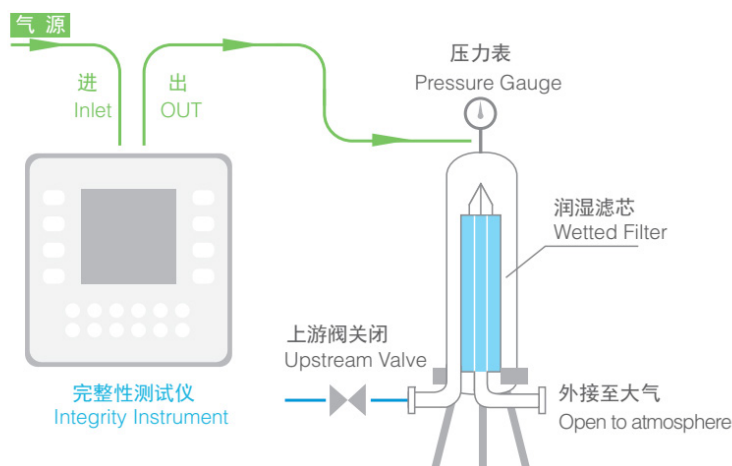 气 源
进
Inlet
出
OUT
压力表
Pressure Gauge
润湿滤芯
Wetted Filter
上游阀关闭
Upstream Valve
完整性测试仪
Integrity Instrument
外接至大气
Open to atmosphere